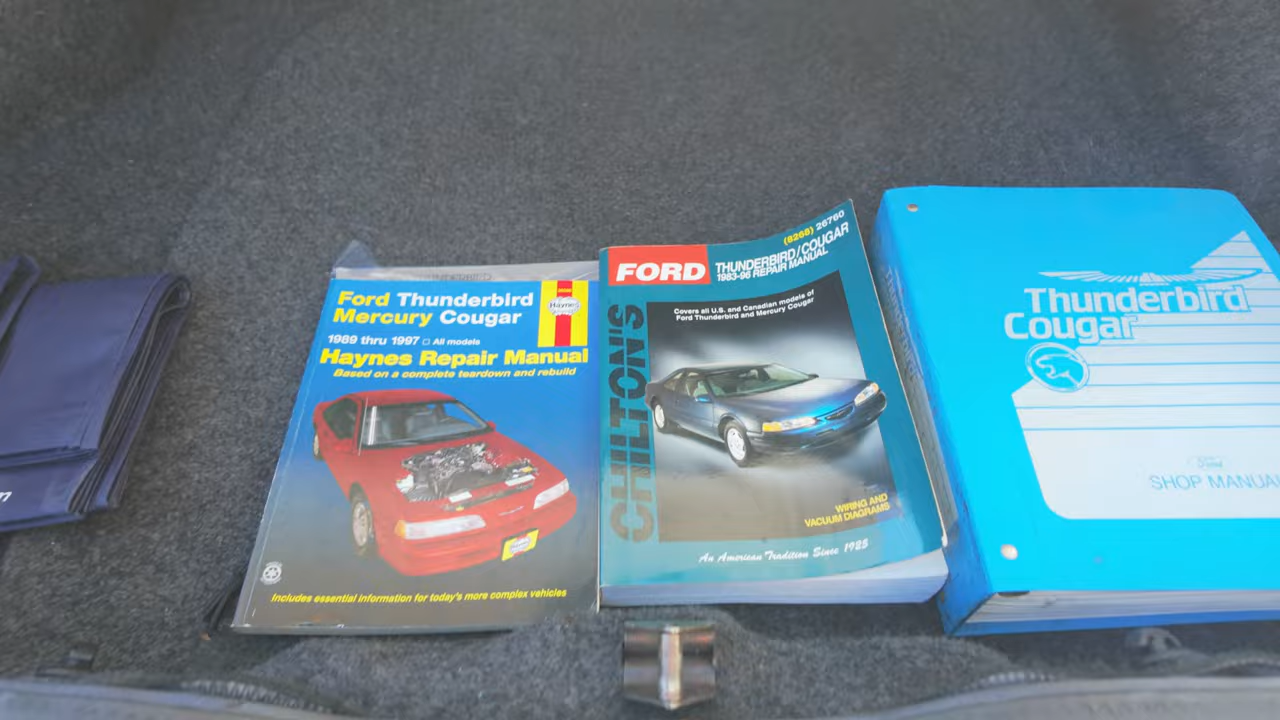 Ford Thunderbird
Mercury Cougar
Haynes
1989 thru 1997 □ All models
Haynes Repair Manual
Based on a complete teardown and rebuild
Haynes
Includes essential information for today's more complex vehicles
(8268) 26760
FORD
THUNDERBIRD/COUGAR
1983-96 REPAIR MANUAL
CHILTON'S
Covers all U.S. and Canadian models of
Ford Thunderbird and Mercury Cougar
WIRING AND
VACUUM DIAGRAMS
An American Tradition Since 1925
Thunderbird
Cougar
Ford
SHOP MANUAL